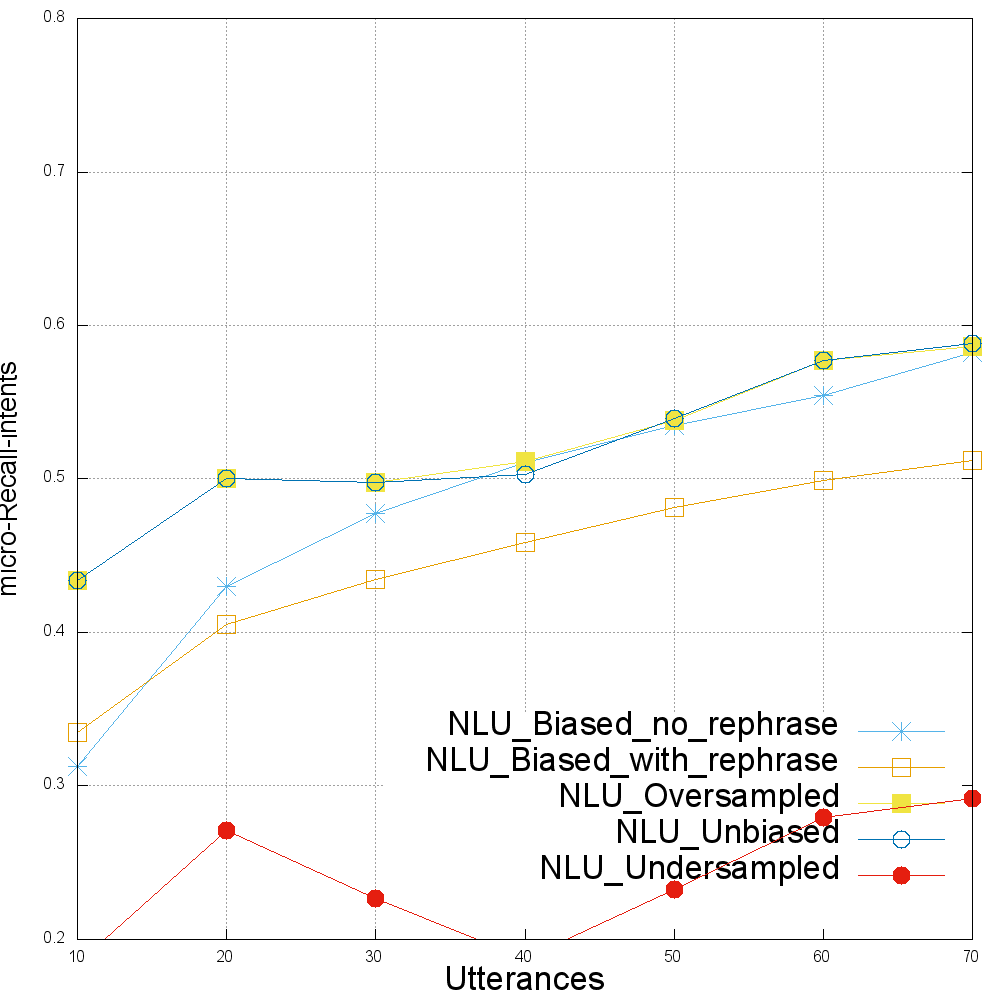 0.8
0.7
0.6
0.5
0.4
0.3
0.2
micro-Recall-intents
NLU_Biased_no_rephrase
NLU_Biased_with_rephrase
NLU_Oversampled
NLU_Unbiased
NLU_Undersampled
10 20 30 40 50 60 70
Utterances